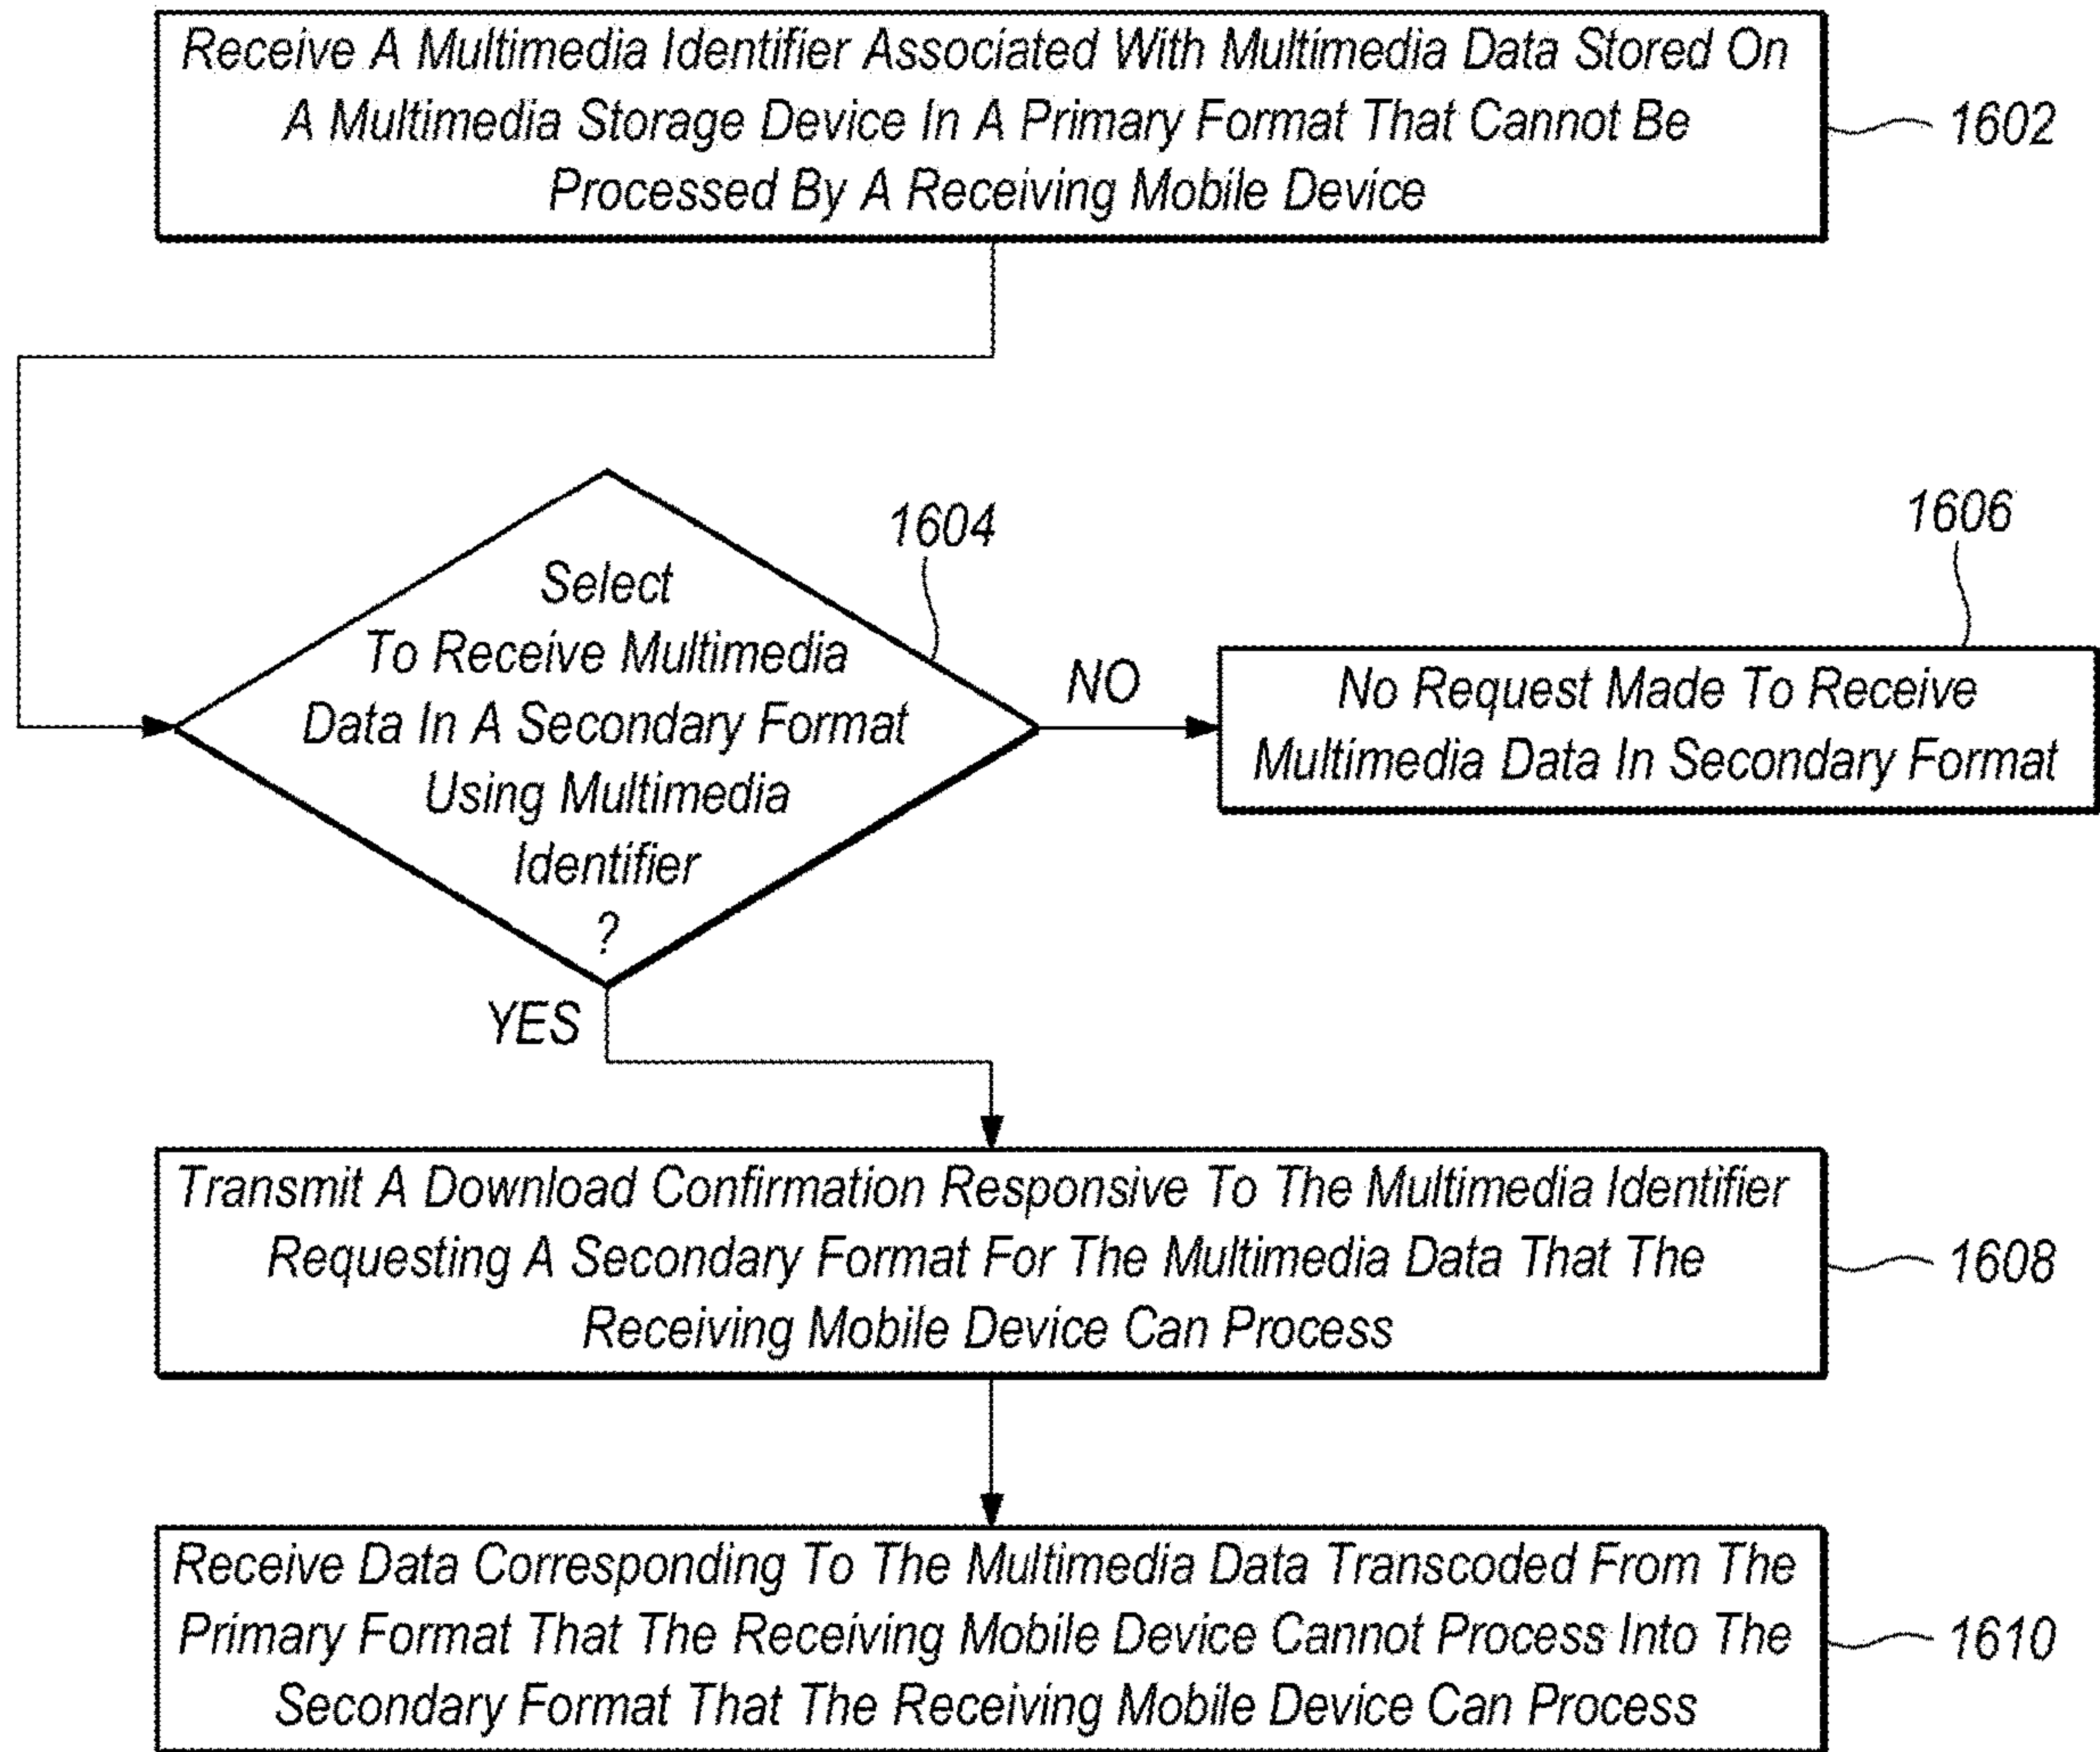 Receive A Multimedia Identifier Associated With Multimedia Data Stored On
A Multimedia Storage Device In A Primary Format That Cannot Be
Processed By A Receiving Mobile Device
1602
Select
To Receive Multimedia
Data In A Secondary Format
Using Multimedia
Identifier
?
1604
NO
1606
No Request Made To Receive
Multimedia Data In Secondary Format
YES
Transmit A Download Confirmation Responsive To The Multimedia Identifier
Requesting A Secondary Format For The Multimedia Data That The
Receiving Mobile Device Can Process
1608
Receive Data Corresponding To The Multimedia Data Transcoded From The
Primary Format That The Receiving Mobile Device Cannot Process Into The
Secondary Format That The Receiving Mobile Device Can Process
1610